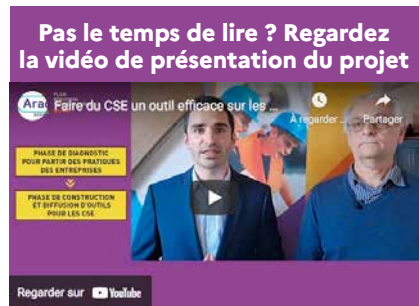 Pas le temps de lire ? Regardez
la vidéo de présentation du projet
Arac
Faire du CSE un outil efficace sur les ...
À regarder ...
Partager
PHASE DE DIAGNOSTIC
POUR PARTIR DES PRATIQUES
DES ENTREPRISES
PHASE DE CONSTRUCTION
ET DIFFUSION D'OUTILS
POUR LES CSE
Regarder sur YouTube